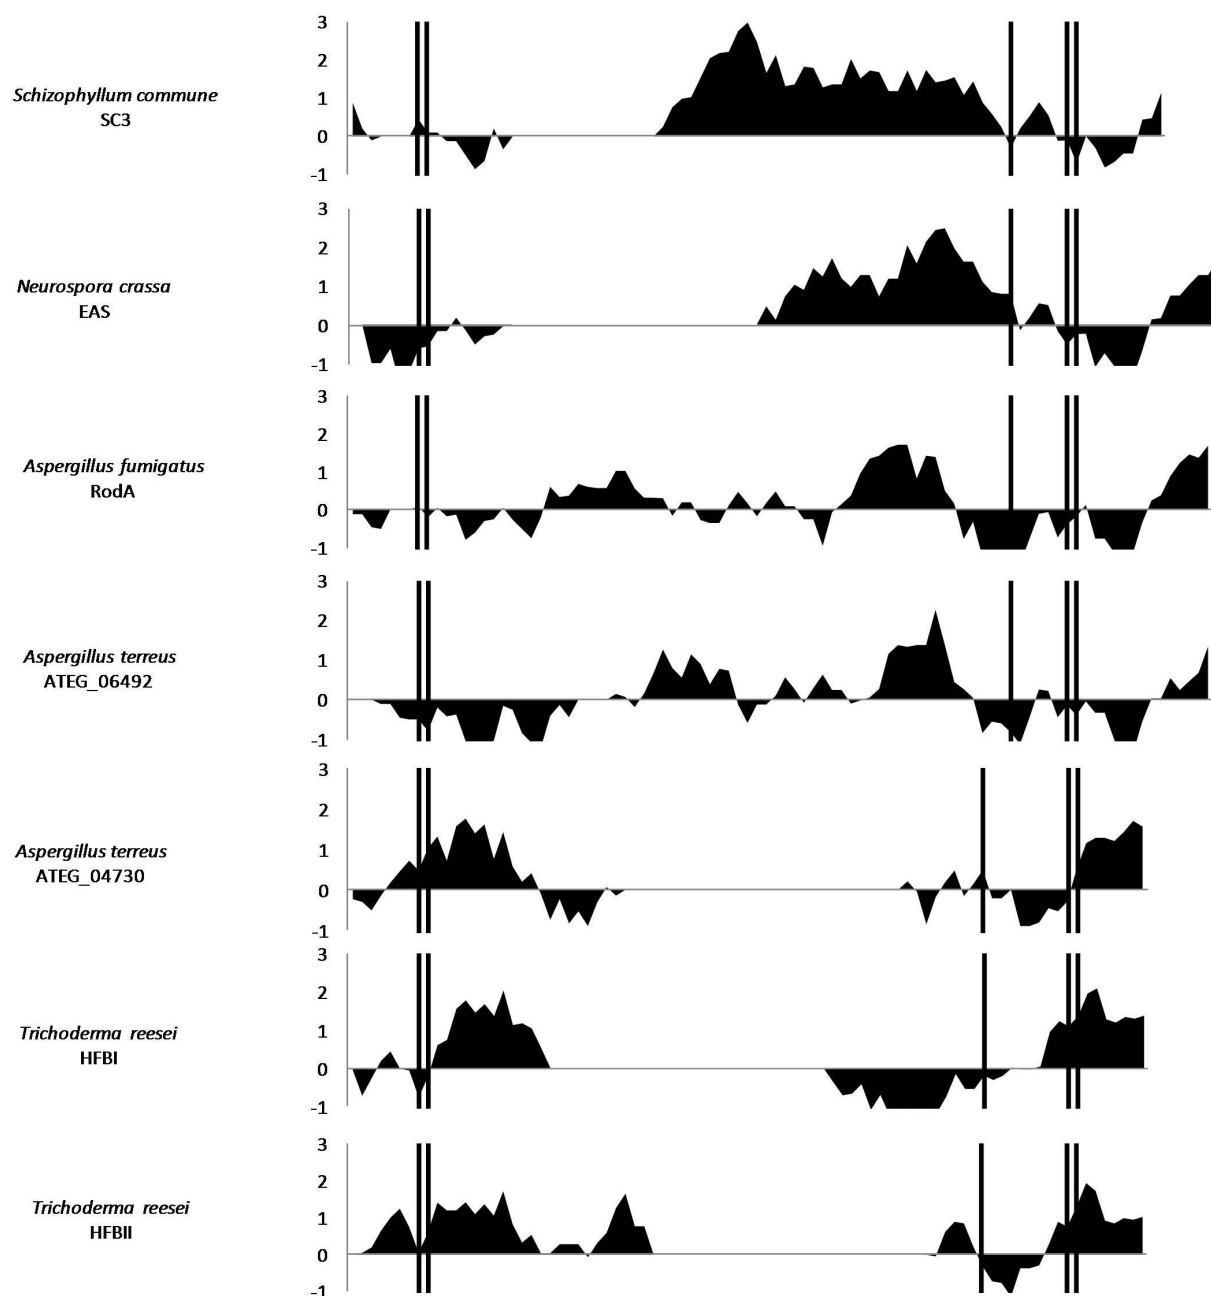 3
2
Schizophyllum commune
1
SC3
0
-1
3
2
Neurospora crassa
1
EAS
0
-1
3
2
Aspergillus fumigatus
1
RodA
0
-1
3
2
Aspergillus terreus
1
ATEG_06492
0
-1
3
2
Aspergillus terreus
1
ATEG_04730
0
-1
3
2
Trichoderma reesei
1
HFBI
0
-1
3
2
Trichoderma reesei
1
HFBII
0
-1